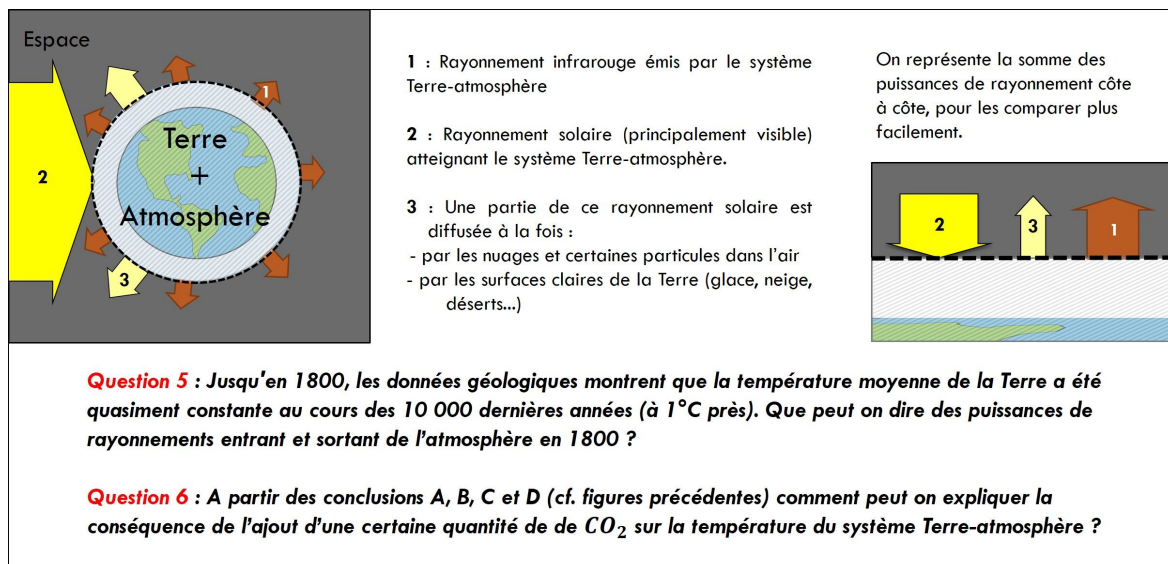 Espace
2
1
3
Terre
+
Atmosphère
1 : Rayonnement infrarouge émis par le système
Terre-atmosphère
2 : Rayonnement solaire (principalement visible)
atteignant le système Terre-atmosphère.
3 : Une partie de ce rayonnement solaire est
diffusée à la fois :
- par les nuages et certaines particules dans l'air
- par les surfaces claires de la Terre (glace, neige,
déserts...)
On représente la somme des
puissances de rayonnement côte
à côte, pour les comparer plus
facilement.
2
3
1
Question 5 : Jusqu'en 1800, les données géologiques montrent que la température moyenne de la Terre a été
quasiment constante au cours des 10 000 dernières années (à 1°C près). Que peut on dire des puissances de
rayonnements entrant et sortant de l'atmosphère en 1800 ?
Question 6 : A partir des conclusions A, B, C et D (cf. figures précédentes) comment peut on expliquer la
conséquence de l'ajout d'une certaine quantité de de CO₂ sur la température du système Terre-atmosphère ?